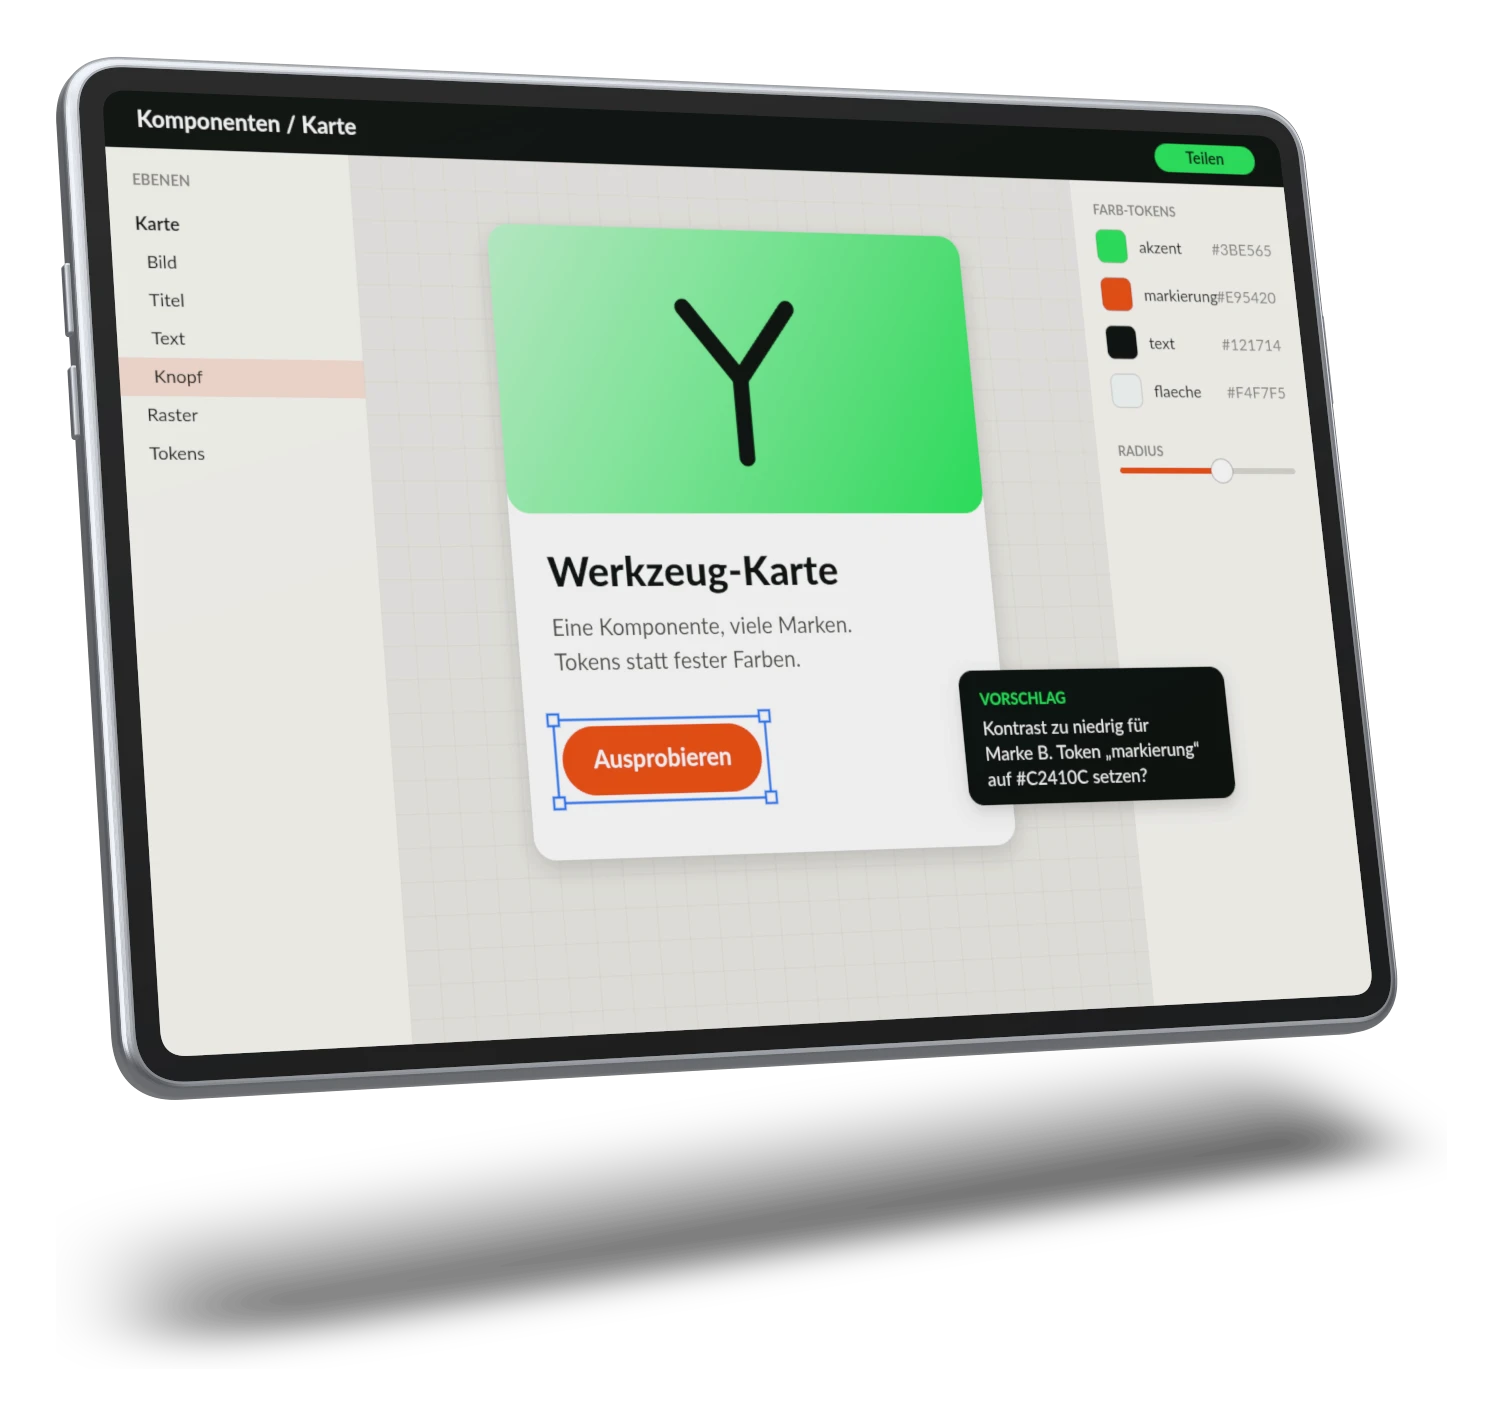 Komponenten / Karte
Teilen
EBENEN
Karte
Bild
Titel
Text
Knopf
Raster
Tokens
Y
Werkzeug-Karte
Eine Komponente, viele Marken.
Tokens statt fester Farben.
Ausprobieren
FARB-TOKENS
akzent #3BE565
markierung #E95420
text #121714
flaeche #F4F7F5
RADIUS
VORSCHLAG
Kontrast zu niedrig für
Marke B. Token „markierung“
auf #C2410C setzen?